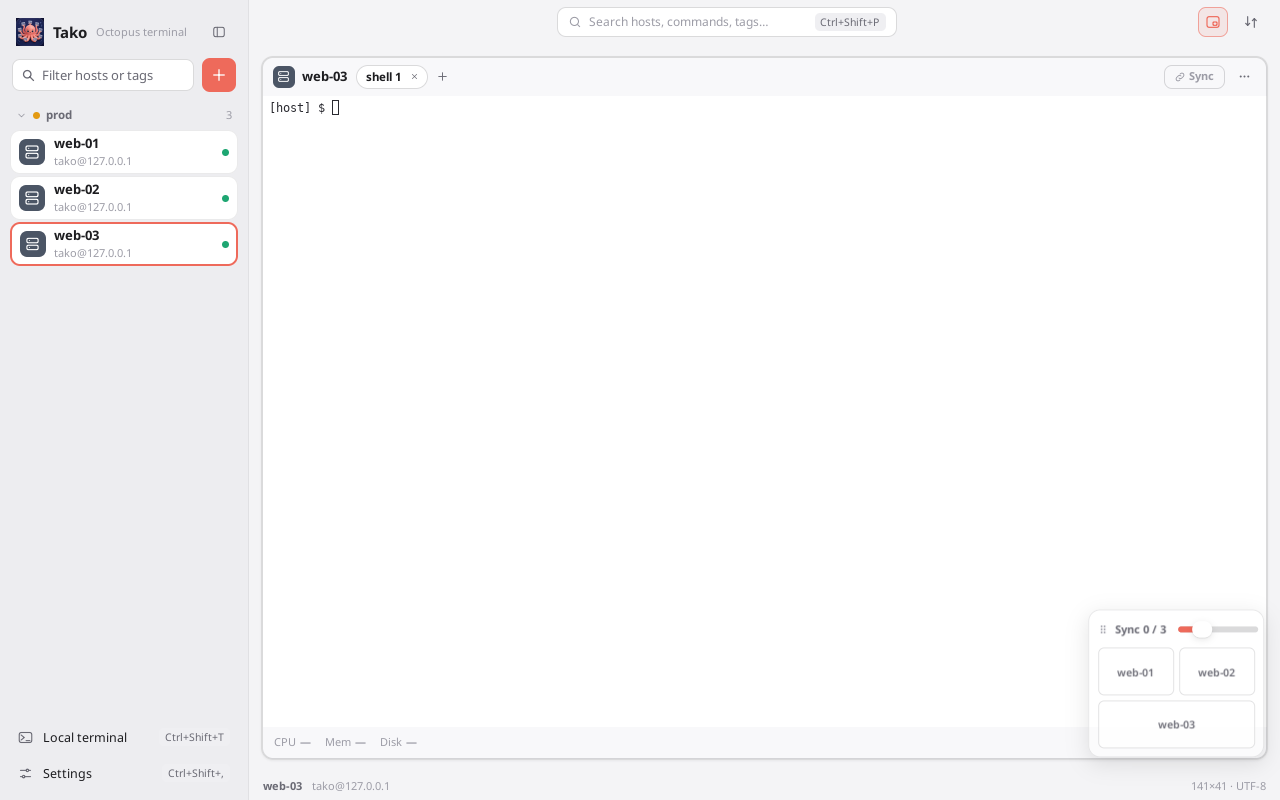 Tako Octopus terminal
Filter hosts or tags
prod 3
web-01
tako@127.0.0.1
web-02
tako@127.0.0.1
web-03
tako@127.0.0.1
Local terminal Ctrl+Shift+T
Settings Ctrl+Shift+,
Search hosts, commands, tags... Ctrl+Shift+P
web-03 shell 1 × + Sync ...
[host] $
Sync 0 / 3
web-01 web-02
web-03
CPU — Mem — Disk —
web-03 tako@127.0.0.1 141×41 · UTF-8